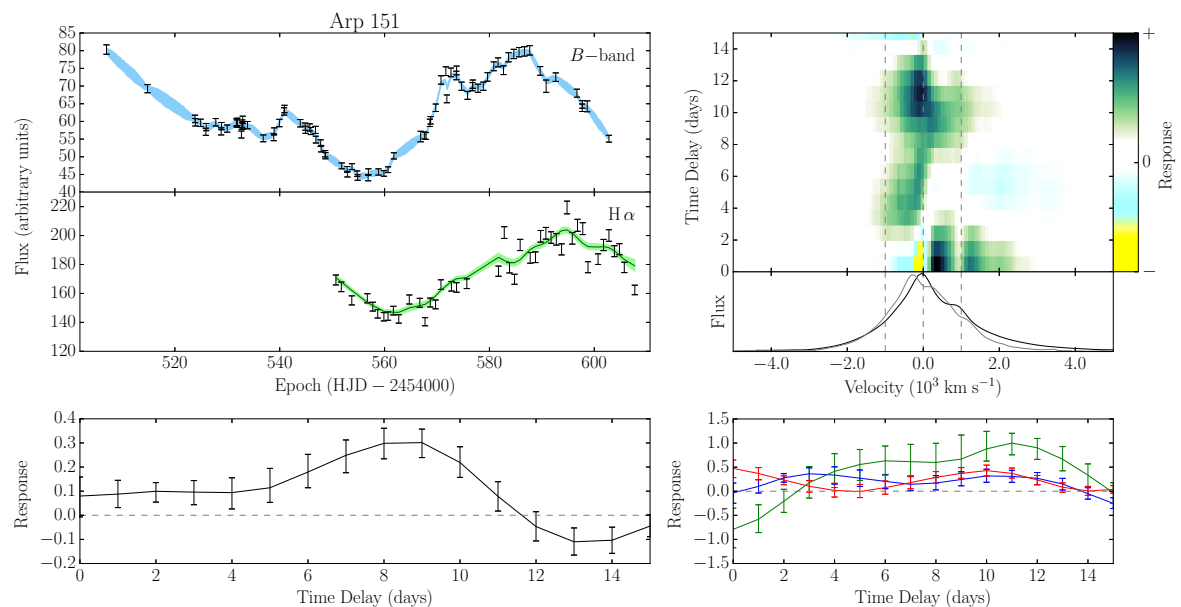 Arp 151
B−band
85
80
75
70
65
60
55
50
45
40
Hα
220
200
180
160
140
120
Flux (arbitrary units)
520 540 560 580 600
Epoch (HJD − 2454000)
14
12
10
8
6
4
2
0
Time Delay (days)
+
0
−
Response
Flux
−4.0 −2.0 0.0 2.0 4.0
Velocity (10³ km s⁻¹)
0.4
0.3
0.2
0.1
0.0
−0.1
−0.2
Response
0 2 4 6 8 10 12 14
Time Delay (days)
1.5
1.0
0.5
0.0
−0.5
−1.0
−1.5
Response
0 2 4 6 8 10 12 14
Time Delay (days)